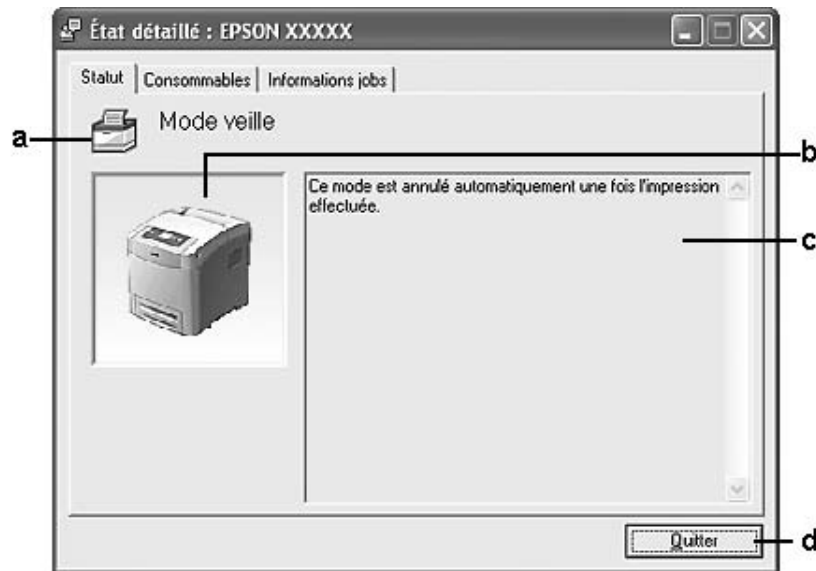 État détaillé : EPSON XXXXX
Statut Consommables Informations jobs
a
Mode veille
b
Ce mode est annulé automatiquement une fois l'impression
effectuée.
c
Quitter
d